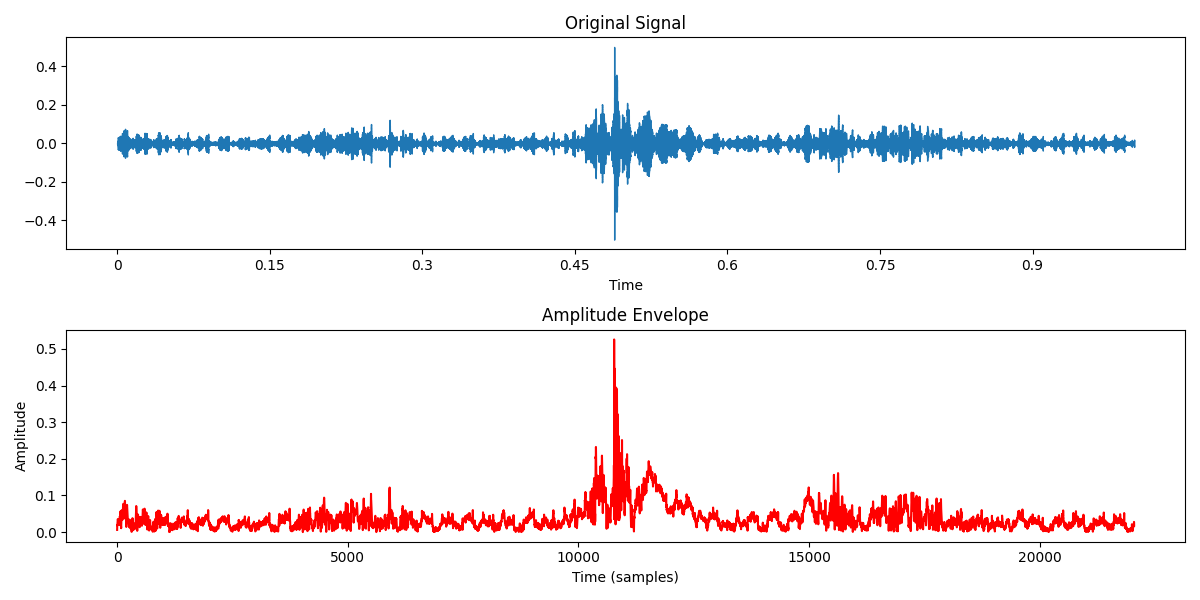 Original Signal
0.4
0.2
0.0
−0.2
−0.4
0 0.15 0.3 0.45 0.6 0.75 0.9
Time
Amplitude Envelope
Amplitude
0.5
0.4
0.3
0.2
0.1
0.0
0 5000 10000 15000 20000
Time (samples)